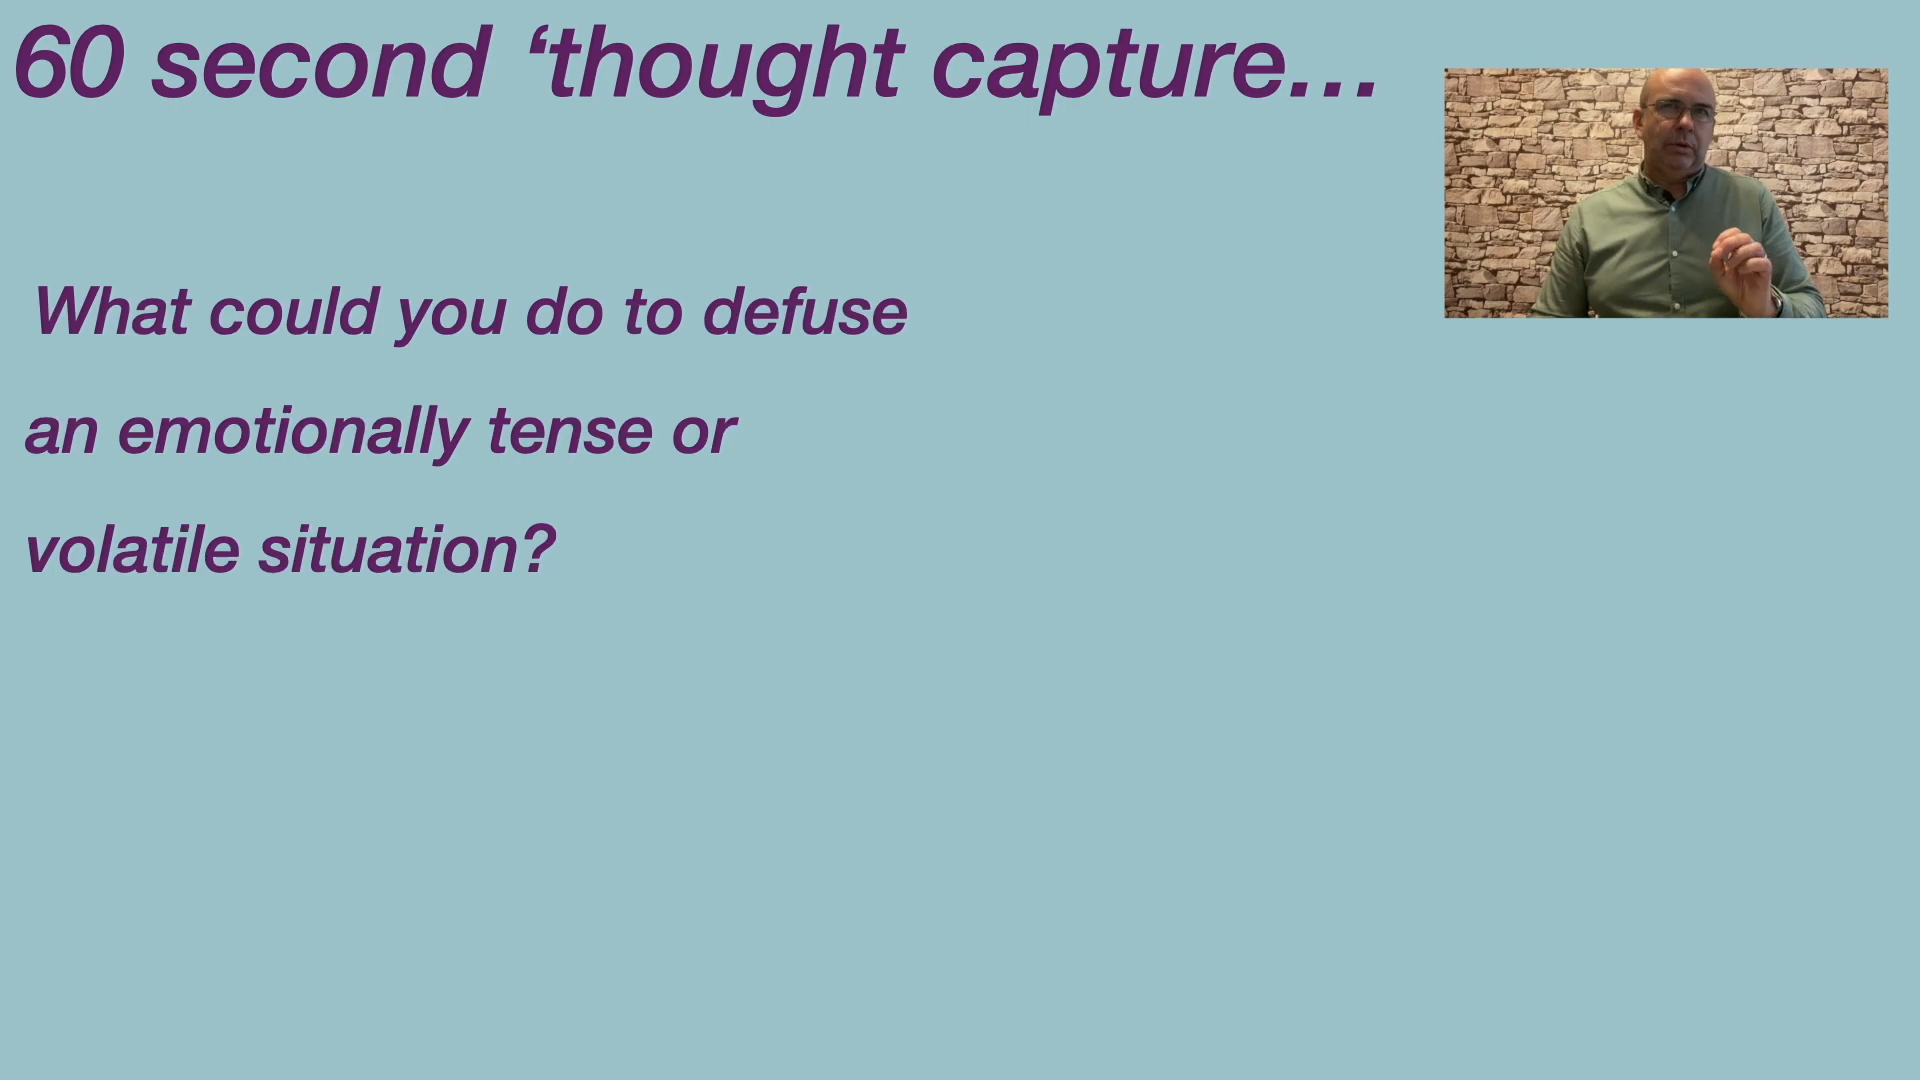 60 second ‘thought capture…
What could you do to defuse
an emotionally tense or
volatile situation?